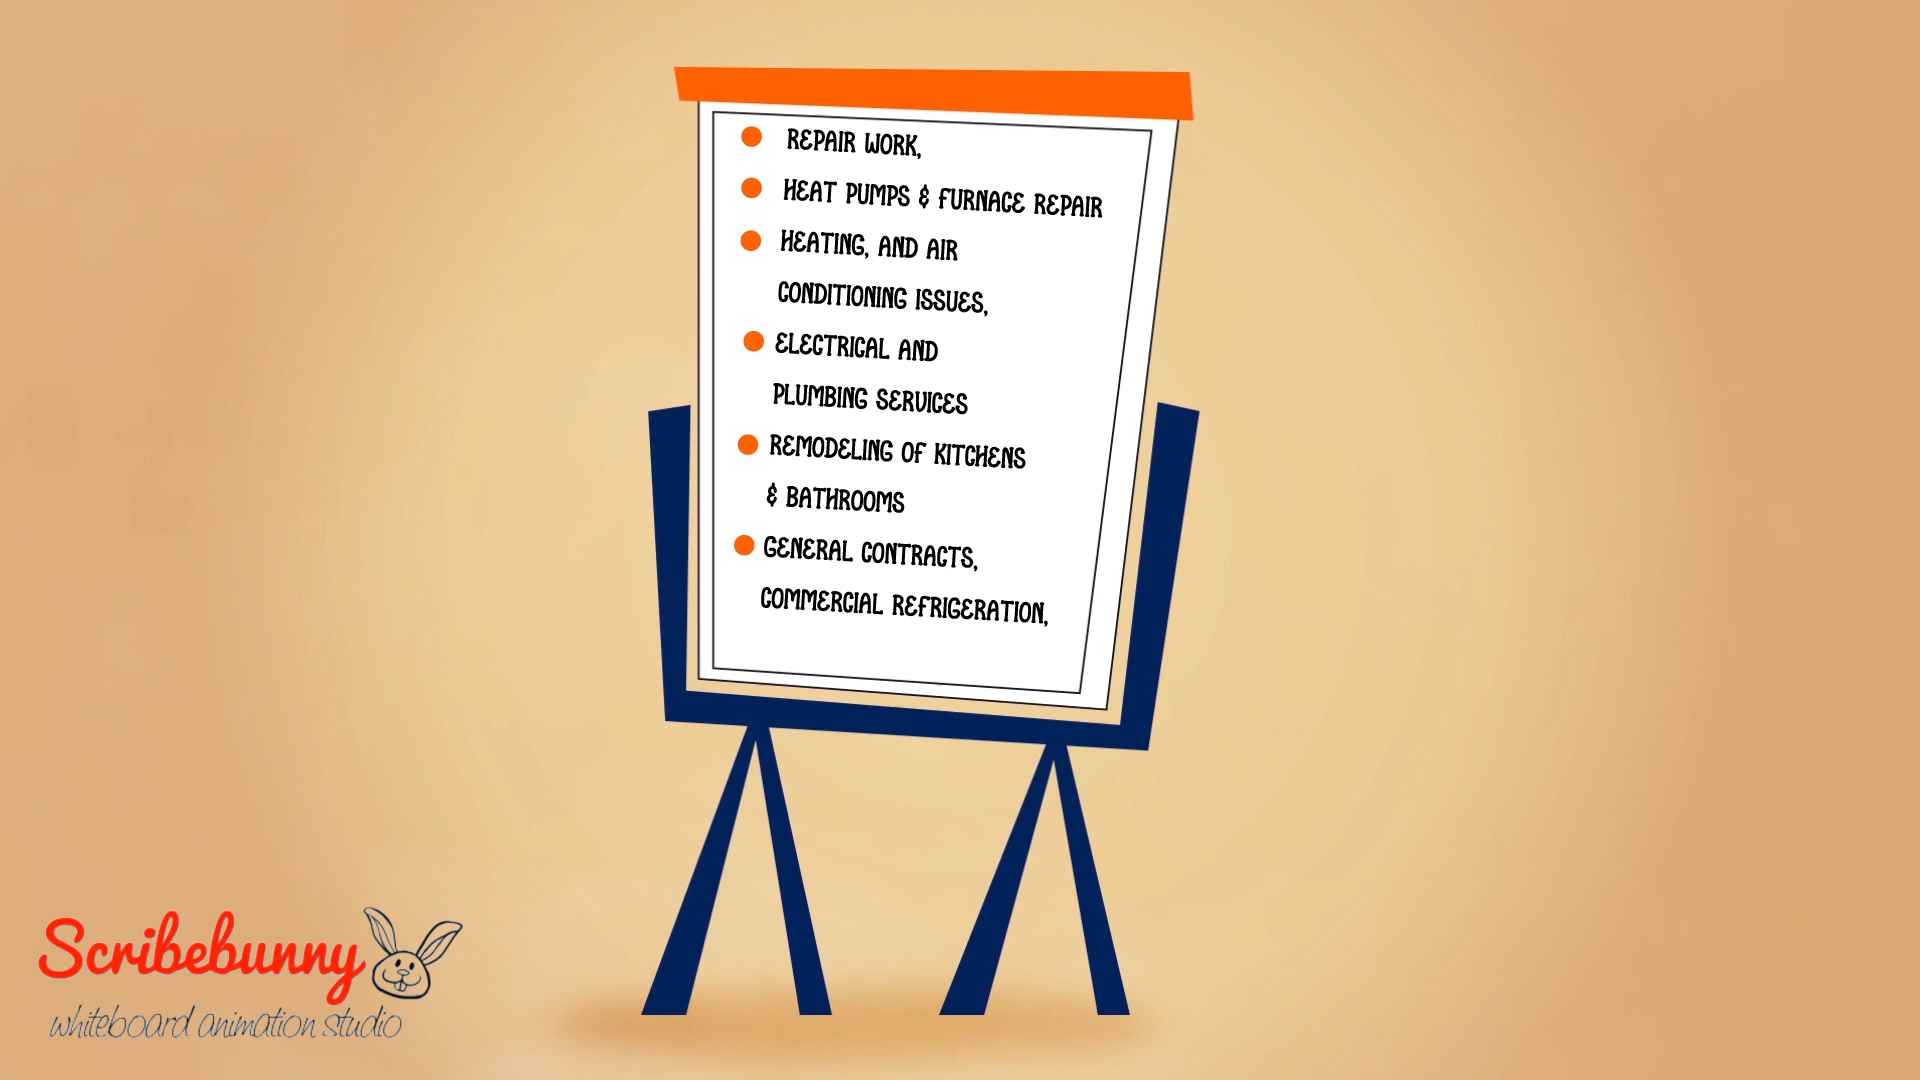 REPAIR WORK,
HEAT PUMPS & FURNACE REPAIR
HEATING, AND AIR
CONDITIONING ISSUES,
ELECTRICAL AND
PLUMBING SERVICES
REMODELING OF KITCHENS
& BATHROOMS
GENERAL CONTRACTS,
COMMERCIAL REFRIGERATION,
Scribebunny
whiteboard animation studio